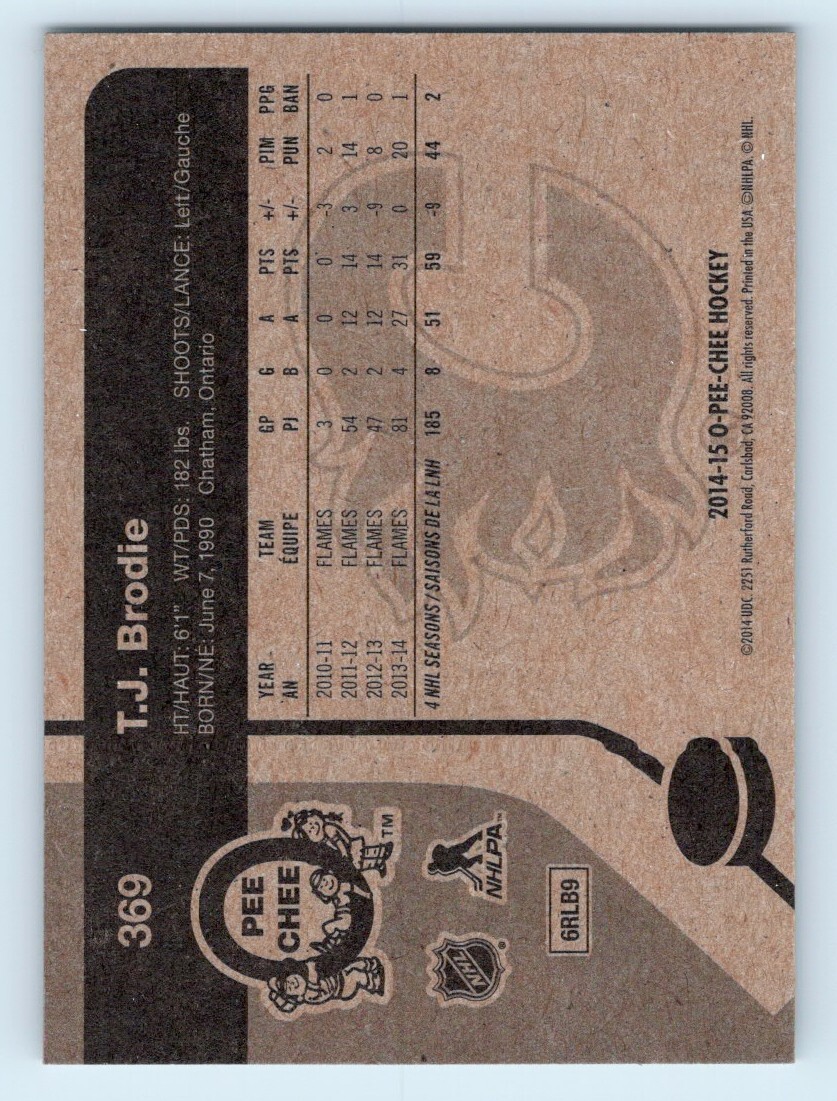 369
T.J. Brodie
HT/HAUT: 6'1" WT/PDS: 182 lbs. SHOOTS/LANCE: Left/Gauche
BORN/NÉ: June 7, 1990 Chatham, Ontario
PEE
CHEE
TM
NHL
®
NHLPA
TM
6RLB9
YEAR TEAM GP G A PTS +/- PIM PPG
AN ÉQUIPE PJ B A PTS +/- PUN BAN
2010-11 FLAMES 3 0 0 0 -3 2 0
2011-12 FLAMES 54 2 12 14 3 14 1
2012-13 FLAMES 47 2 12 14 -9 8 0
2013-14 FLAMES 81 4 27 31 0 20 1
4 NHL SEASONS/SAISONS DE LA LNH 185 8 51 59 -9 44 2
2014-15 O-PEE-CHEE HOCKEY
©2014 UDC. 2251 Rutherford Road, Carlsbad, CA 92008. All rights reserved. Printed in the USA. ©NHLPA. © NHL.